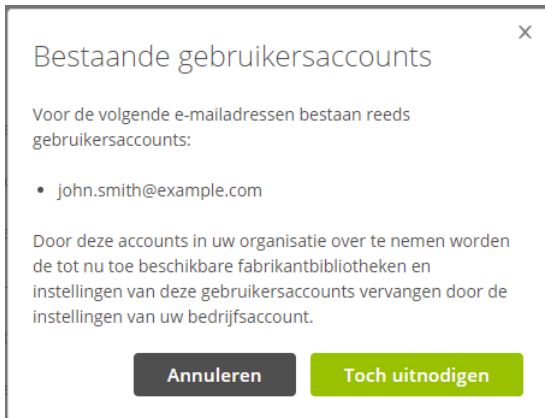 Bestaande gebruikersaccounts
Voor de volgende e-mailadressen bestaan reeds
gebruikersaccounts:
• john.smith@example.com
Door deze accounts in uw organisatie over te nemen worden
de tot nu toe beschikbare fabrikantbibliotheken en
instellingen van deze gebruikersaccounts vervangen door de
instellingen van uw bedrijfsaccount.
Annuleren
Toch uitnodigen